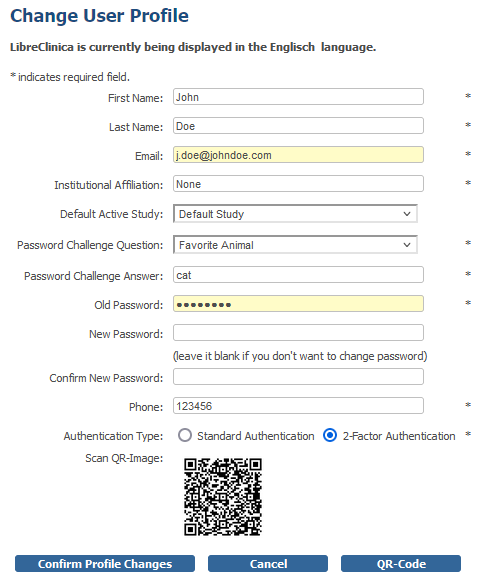 Change User Profile
LibreClinica is currently being displayed in the Englisch language.
* indicates required field.
First Name: John *
Last Name: Doe *
Email: j.doe@johndoe.com *
Institutional Affiliation: None *
Default Active Study: Default Study
Password Challenge Question: Favorite Animal *
Password Challenge Answer: cat *
Old Password: ●●●●●●●● *
New Password:
(leave it blank if you don't want to change password)
Confirm New Password:
Phone: 123456 *
Authentication Type: Standard Authentication 2-Factor Authentication *
Scan QR-Image:
Confirm Profile Changes Cancel QR-Code